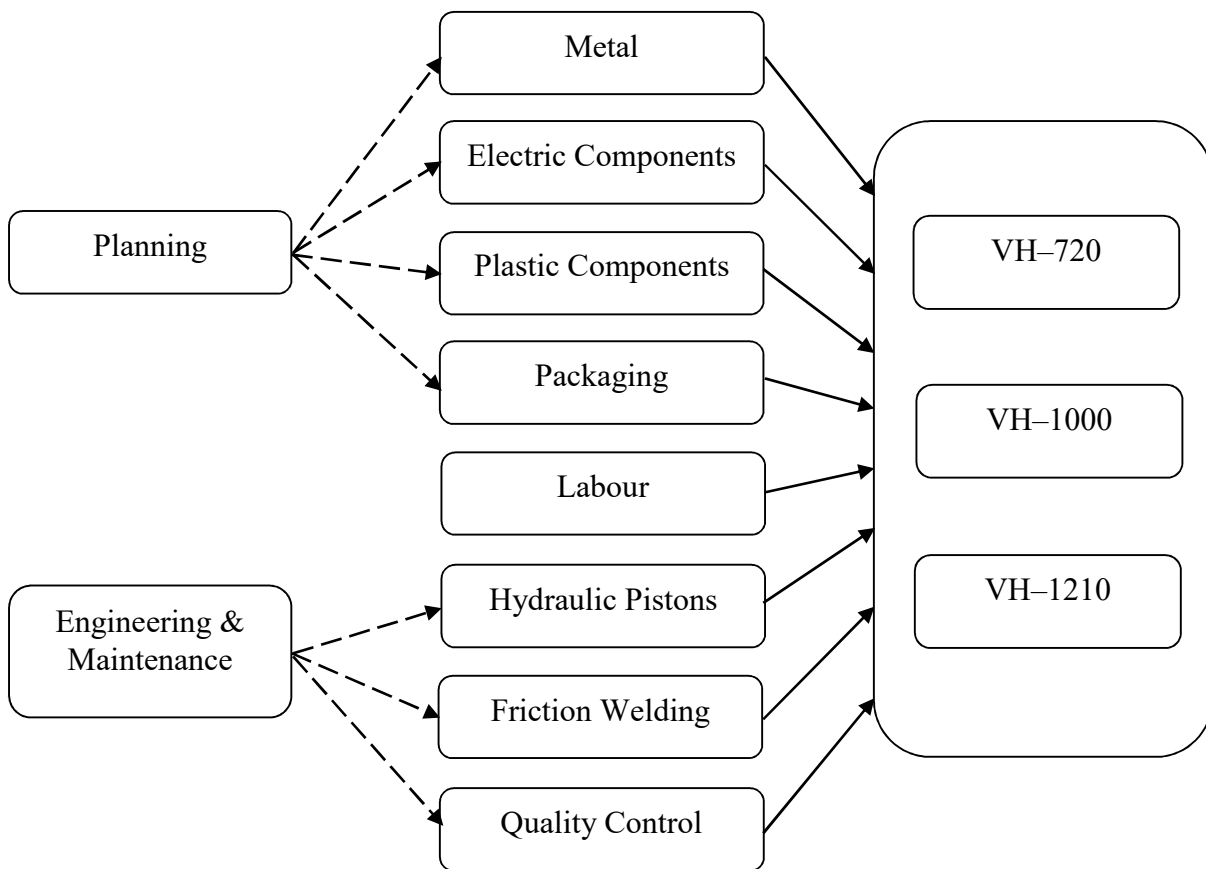 Metal
Electric Components
Planning
Plastic Components
Packaging
Labour
Engineering &
Maintenance
Hydraulic Pistons
Friction Welding
Quality Control
VH–720
VH–1000
VH–1210